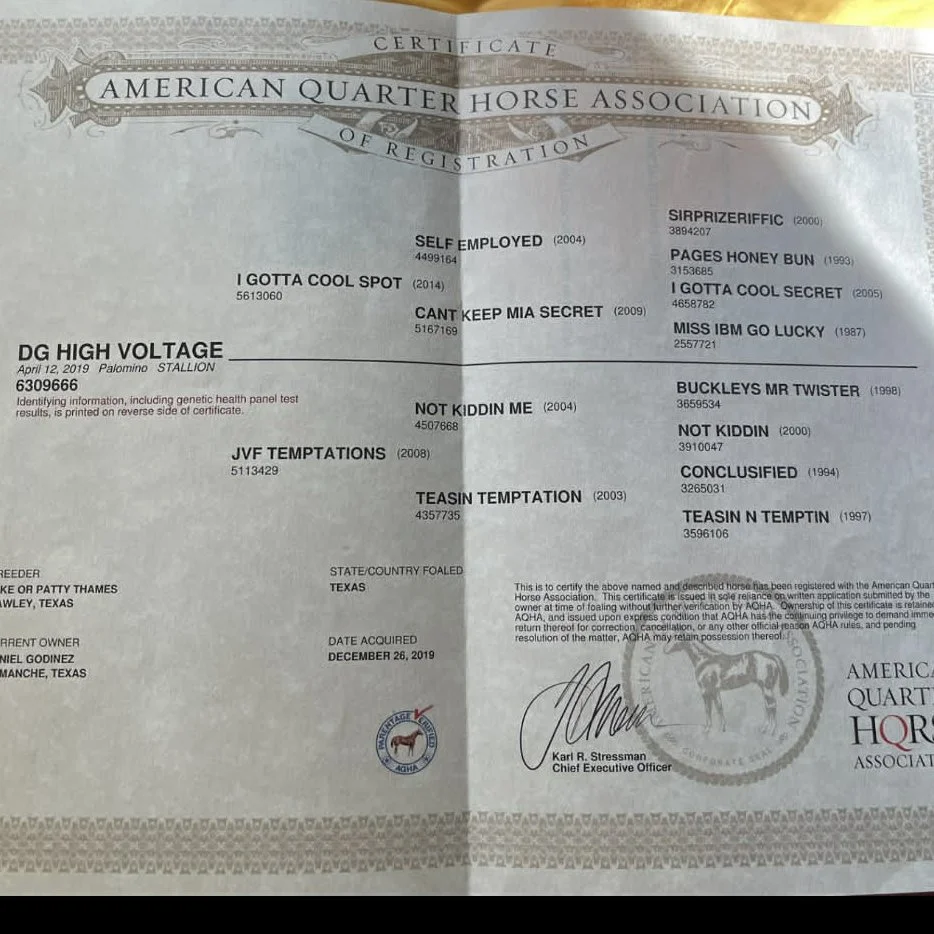 CERTIFICATE
AMERICAN QUARTER HORSE ASSOCIATION
OF REGISTRATION
SIRPRIZERIFFIC (2000)
3894207
SELF EMPLOYED (2004)
4499164
PAGES HONEY BUN (1993)
3153685
I GOTTA COOL SPOT (2014)
5613060
I GOTTA COOL SECRET (2005)
4658782
CANT KEEP MIA SECRET (2009)
5167169
MISS IBM GO LUCKY (1987)
2557721
DG HIGH VOLTAGE
April 12, 2019 Palomino STALLION
6309666
Identifying information, including genetic health panel test
results, is printed on reverse side of certificate.
BUCKLEYS MR TWISTER (1998)
3659534
NOT KIDDIN ME (2004)
4507668
NOT KIDDIN (2000)
3910047
JVF TEMPTATIONS (2008)
5113429
CONCLUSIFIED (1994)
3265031
TEASIN TEMPTATION (2003)
4357735
TEASIN N TEMPTIN (1997)
3596106
REEDER
KE OR PATTY THAMES
AWLEY, TEXAS
STATE/COUNTRY FOALED
TEXAS
RRENT OWNER
NIEL GODINEZ
MANCHE, TEXAS
DATE ACQUIRED
DECEMBER 26, 2019
This is to certify the above named and described horse has been registered with the American Quar
Horse Association. This certificate is issued in sole reliance on written application submitted by the
owner at time of foaling without further verification by AQHA. Ownership of this certificate is retaine
AQHA, and issued upon express condition that AQHA has the continuing privilege to demand imme
return thereof for correction, cancellation, or any other official reason AQHA rules, and pending
resolution of the matter, AQHA may retain possession thereof.
PARENTAGE VERIFIED
AQHA
Karl R. Stressman
Chief Executive Officer
AMERICAN
ASSOCIATION
CORPORATE SEAL
AMERICA
QUART
HORS
ASSOCIAT